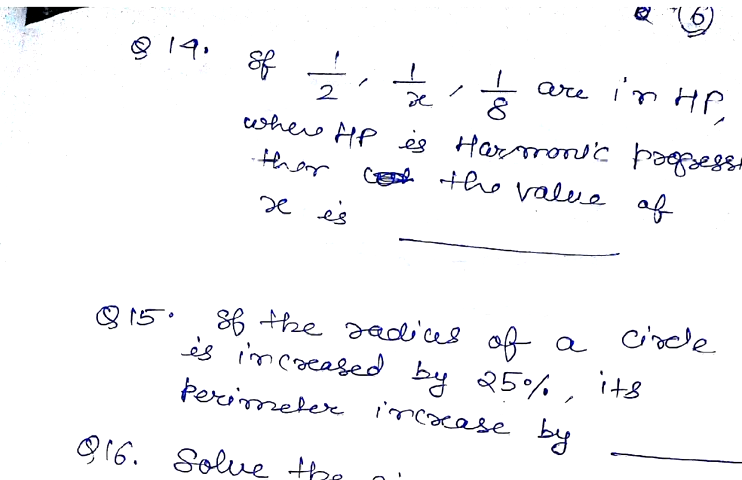 Q (6)
Q 14. If 1/2, 1/x, 1/8 are in HP,
where HP is Harmonic progress
then the value of
x is ________
Q 15. If the radius of a circle
is increased by 25%, its
perimeter increase by ________
Q16. Solve the